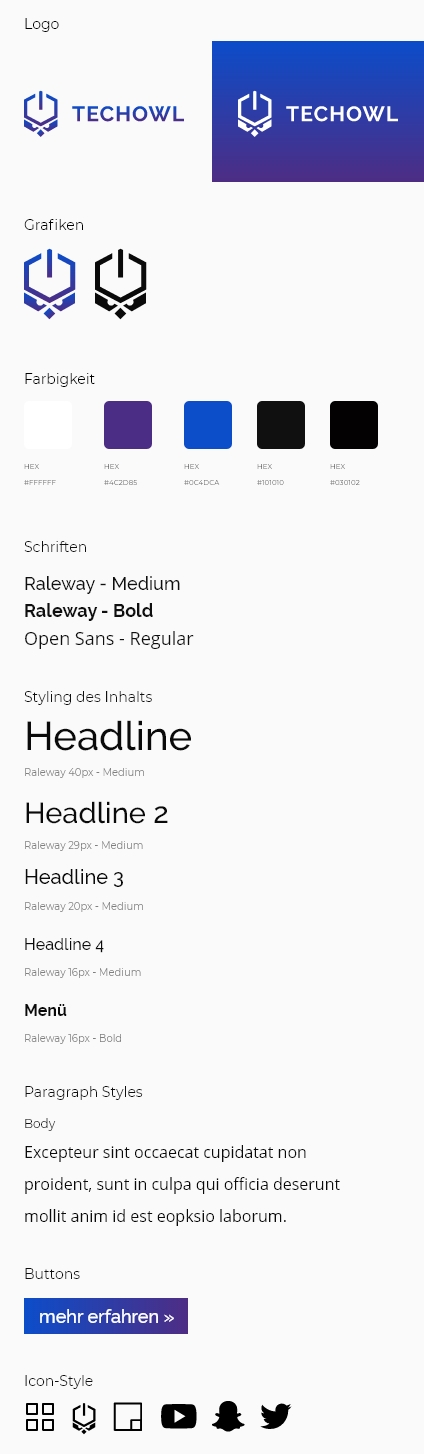 Logo
TECHOWL
TECHOWL
Grafiken
Farbigkeit
HEX HEX HEX HEX HEX
#FFFFFF #4C2D85 #0C4DCA #101010 #030102
Schriften
Raleway - Medium
Raleway - Bold
Open Sans - Regular
Styling des Inhalts
Headline
Raleway 40px - Medium
Headline 2
Raleway 29px - Medium
Headline 3
Raleway 20px - Medium
Headline 4
Raleway 16px - Medium
Menü
Raleway 16px - Bold
Paragraph Styles
Body
Excepteur sint occaecat cupidatat non
proident, sunt in culpa qui officia deserunt
mollit anim id est eopksio laborum.
Buttons
mehr erfahren »
Icon-Style